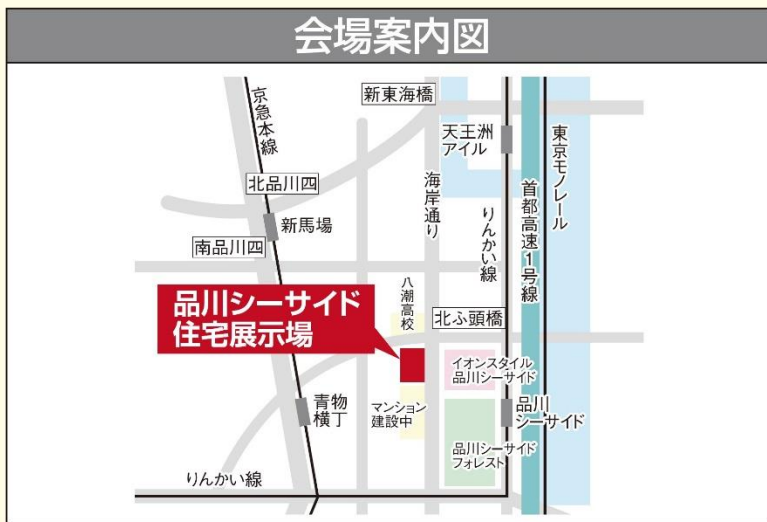 会場案内図
新東海橋
京急本線
天王洲
アイル
東京モノレール
首都高速1号線
海岸通り
りんかい線
北品川四
新馬場
南品川四
八潮高校
品川シーサイド
住宅展示場
北ふ頭橋
イオンスタイル
品川シーサイド
青物
横丁
マンション
建設中
品川
シーサイド
品川シーサイド
フォレスト
りんかい線